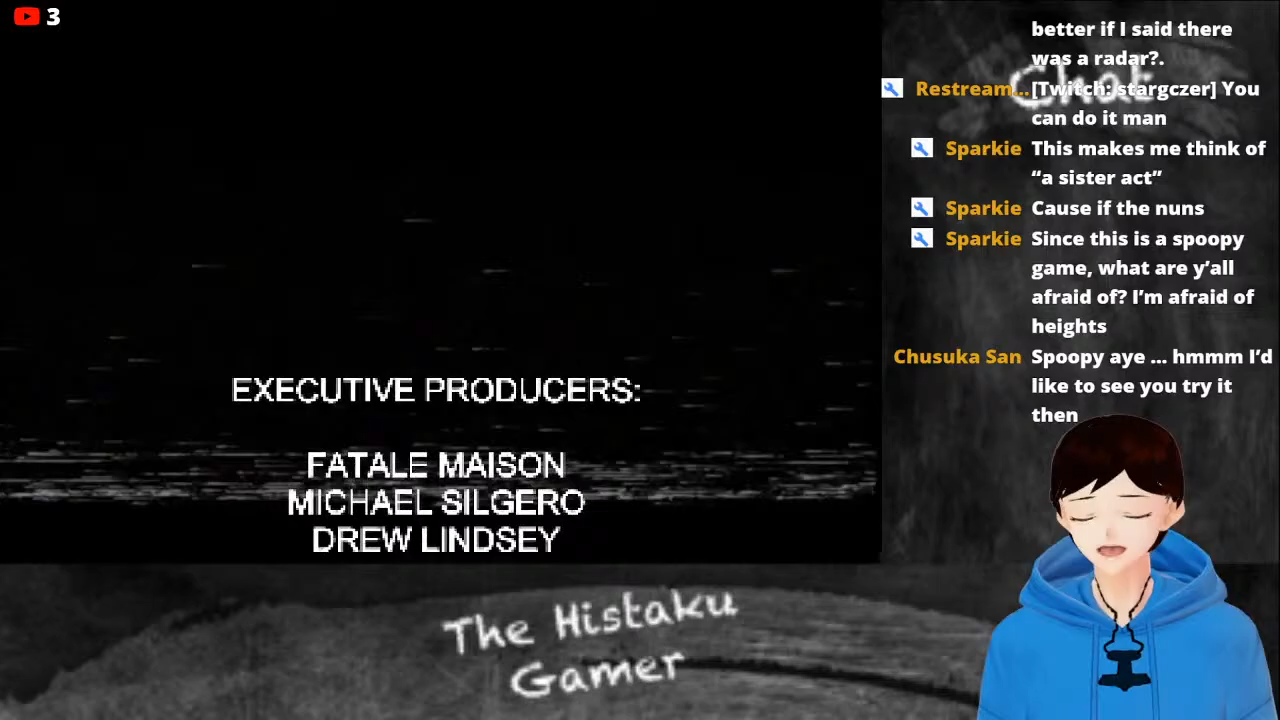 3
EXECUTIVE PRODUCERS:
FATALE MAISON
MICHAEL SILGERO
DREW LINDSEY
The Histaku
Gamer
Chat
better if I said there
was a radar?.
Restream... [Twitch: stargczer] You
can do it man
Sparkie This makes me think of
“a sister act”
Sparkie Cause if the nuns
Sparkie Since this is a spoopy
game, what are y’all
afraid of? I’m afraid of
heights
Chusuka San Spoopy aye ... hmmm I’d
like to see you try it
then